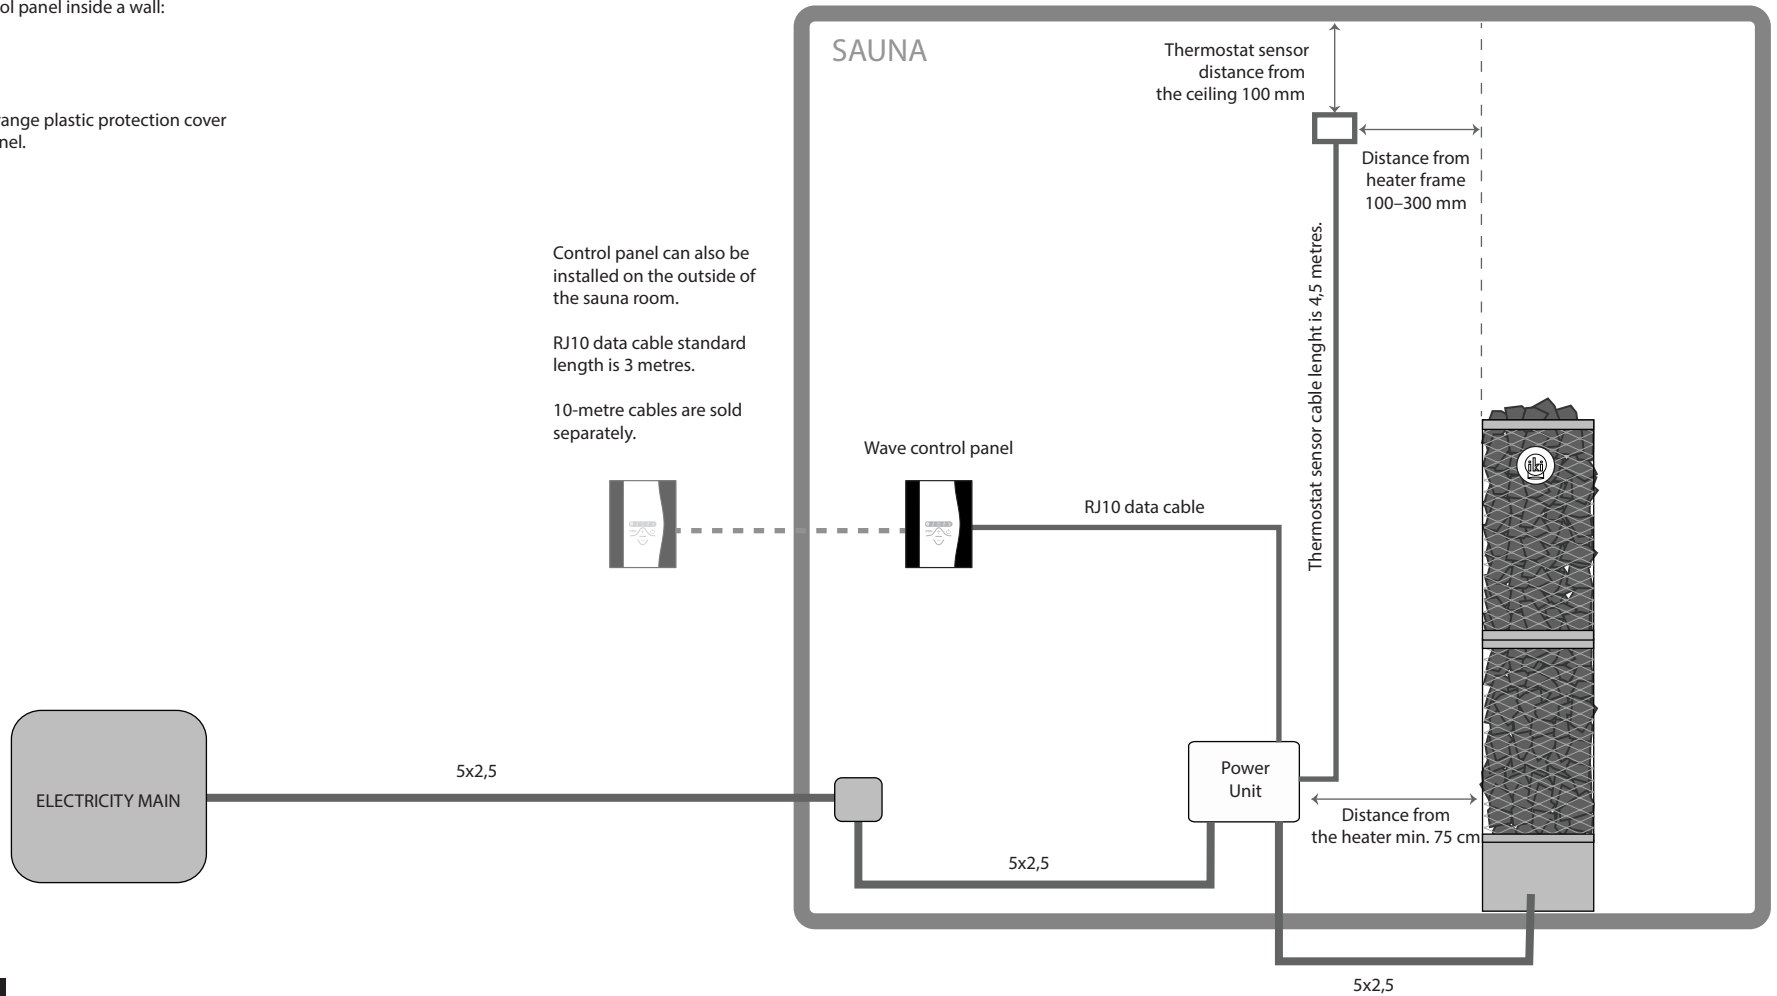 ol panel inside a wall:
ange plastic protection cover
nel.
SAUNA
Thermostat sensor
distance from
the ceiling 100 mm
Distance from
heater frame
100–300 mm
Thermostat sensor cable lenght is 4,5 metres.
Control panel can also be
installed on the outside of
the sauna room.
RJ10 data cable standard
length is 3 metres.
10-metre cables are sold
separately.
Wave control panel
RJ10 data cable
iki
Power
Unit
Distance from
the heater min. 75 cm
ELECTRICITY MAIN
5x2,5
5x2,5
5x2,5